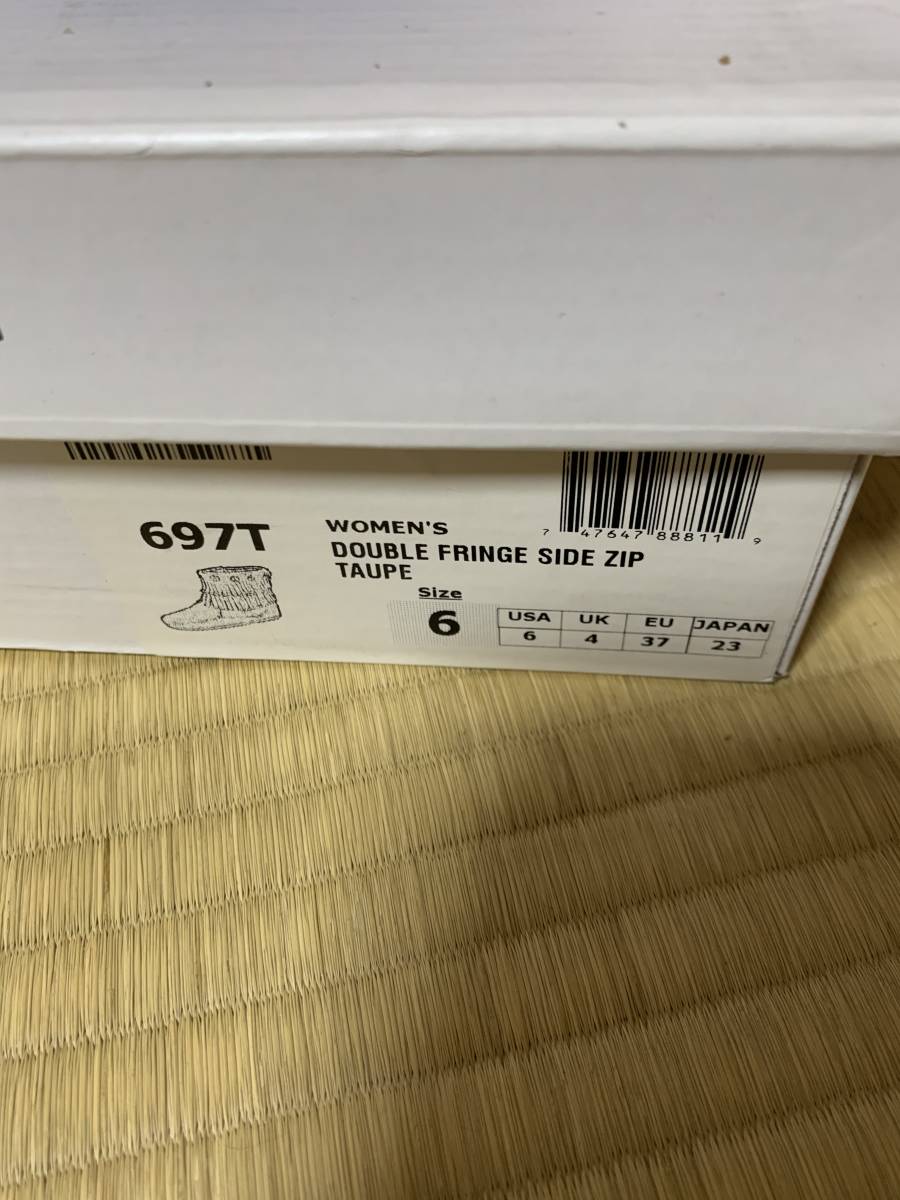 697T
WOMEN'S
DOUBLE FRINGE SIDE ZIP
TAUPE
Size
6
USA UK EU JAPAN
6 4 37 23
7 47647 88811 9